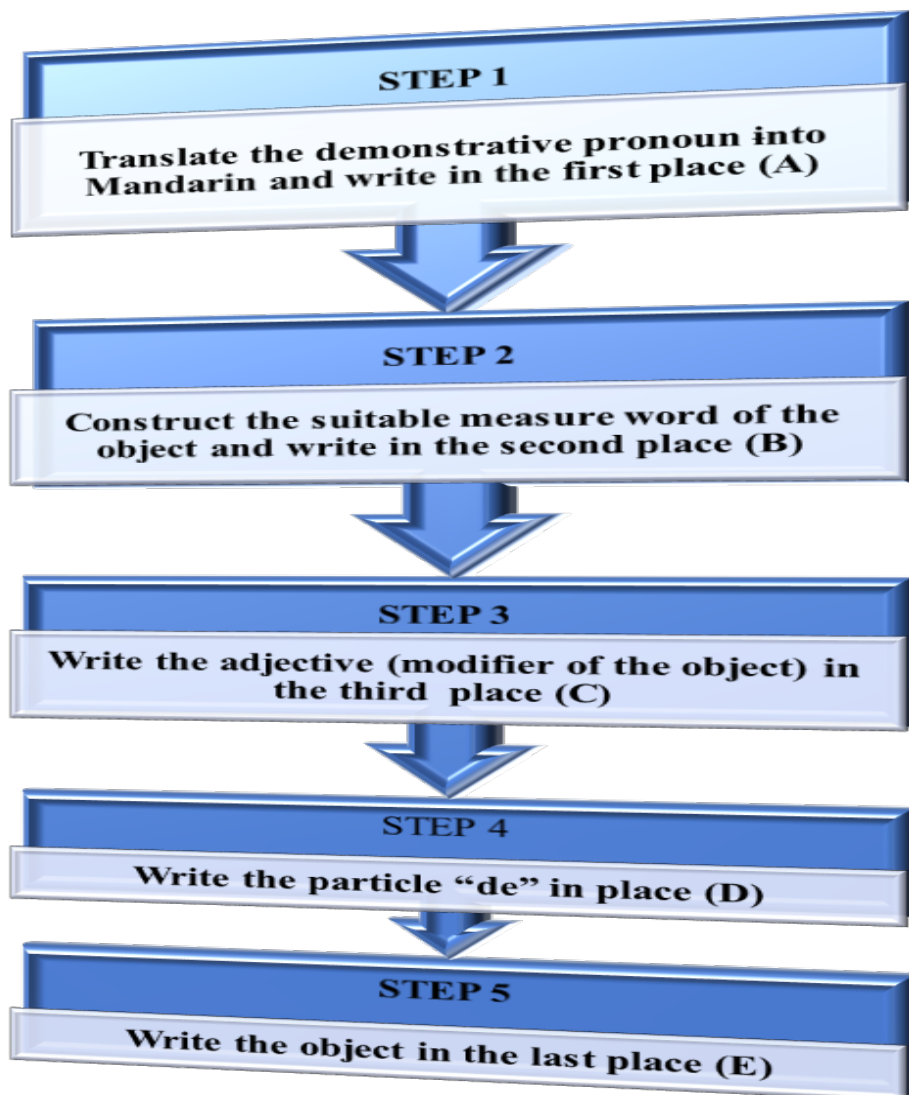 STEP 1
Translate the demonstrative pronoun into
Mandarin and write in the first place (A)
STEP 2
Construct the suitable measure word of the
object and write in the second place (B)
STEP 3
Write the adjective (modifier of the object) in
the third place (C)
STEP 4
Write the particle “de” in place (D)
STEP 5
Write the object in the last place (E)